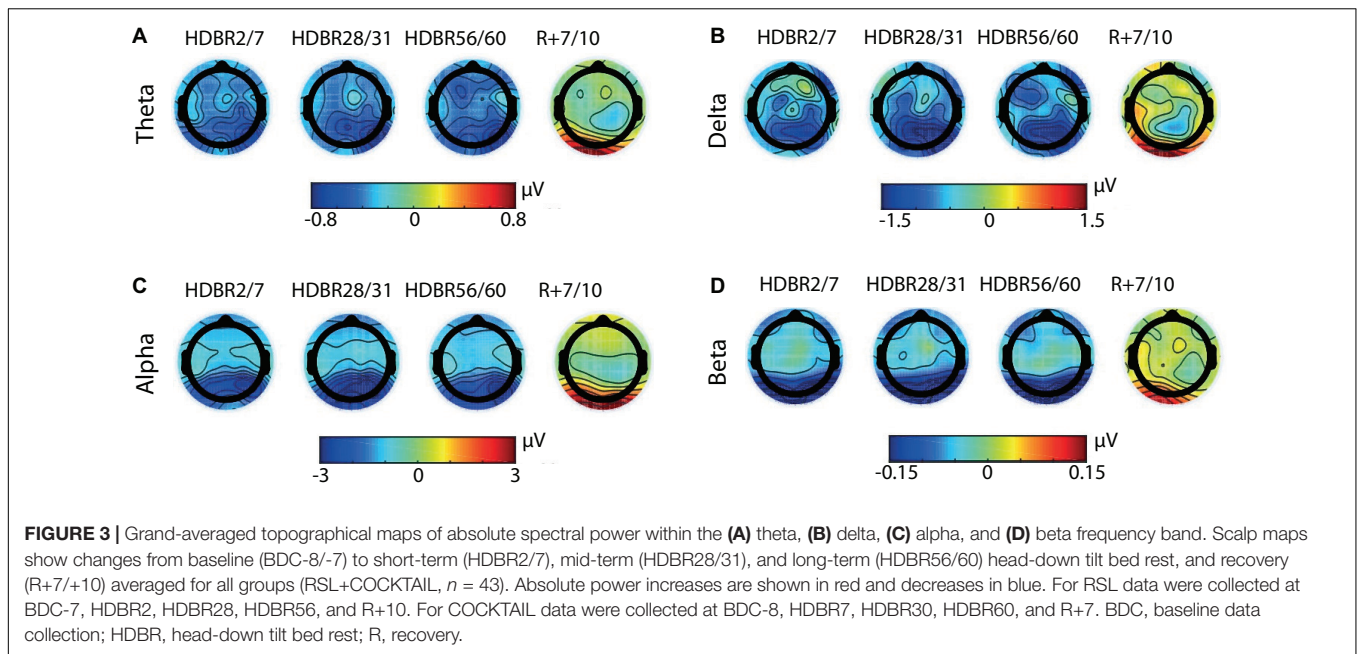 A
HDBR2/7 HDBR28/31 HDBR56/60 R+7/10
Theta
µV
-0.8 0 0.8
B
HDBR2/7 HDBR28/31 HDBR56/60 R+7/10
Delta
µV
-1.5 0 1.5
C
HDBR2/7 HDBR28/31 HDBR56/60 R+7/10
Alpha
µV
-3 0 3
D
HDBR2/7 HDBR28/31 HDBR56/60 R+7/10
Beta
µV
-0.15 0 0.15
FIGURE 3 | Grand-averaged topographical maps of absolute spectral power within the (A) theta, (B) delta, (C) alpha, and (D) beta frequency band. Scalp maps
show changes from baseline (BDC-8/-7) to short-term (HDBR2/7), mid-term (HDBR28/31), and long-term (HDBR56/60) head-down tilt bed rest, and recovery
(R+7/+10) averaged for all groups (RSL+COCKTAIL, n = 43). Absolute power increases are shown in red and decreases in blue. For RSL data were collected at
BDC-7, HDBR2, HDBR28, HDBR56, and R+10. For COCKTAIL data were collected at BDC-8, HDBR7, HDBR30, HDBR60, and R+7. BDC, baseline data
collection; HDBR, head-down tilt bed rest; R, recovery.